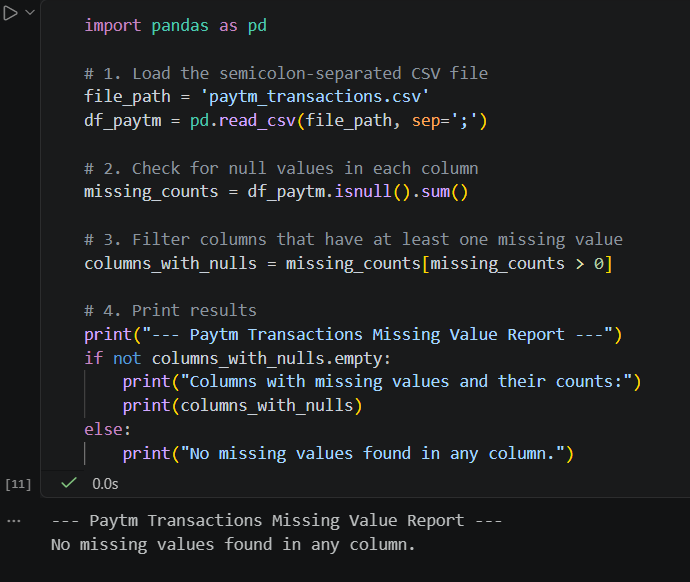 import pandas as pd
# 1. Load the semicolon-separated CSV file
file_path = 'paytm_transactions.csv'
df_paytm = pd.read_csv(file_path, sep=';')
# 2. Check for null values in each column
missing_counts = df_paytm.isnull().sum()
# 3. Filter columns that have at least one missing value
columns_with_nulls = missing_counts[missing_counts > 0]
# 4. Print results
print("--- Paytm Transactions Missing Value Report ---")
if not columns_with_nulls.empty:
    print("Columns with missing values and their counts:")
    print(columns_with_nulls)
else:
    print("No missing values found in any column.")
[11] 0.0s
... --- Paytm Transactions Missing Value Report ---
No missing values found in any column.